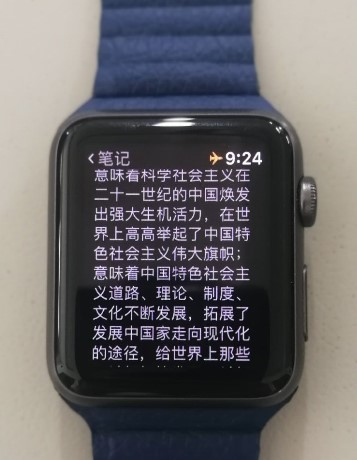 笔记 9:24
意味着科学社会主义在
二十一世纪的中国焕发
出强大生机活力，在世
界上高高举起了中国特
色社会主义伟大旗帜；
意味着中国特色社会主
义道路、理论、制度、
文化不断发展，拓展了
发展中国家走向现代化
的途径，给世界上那些